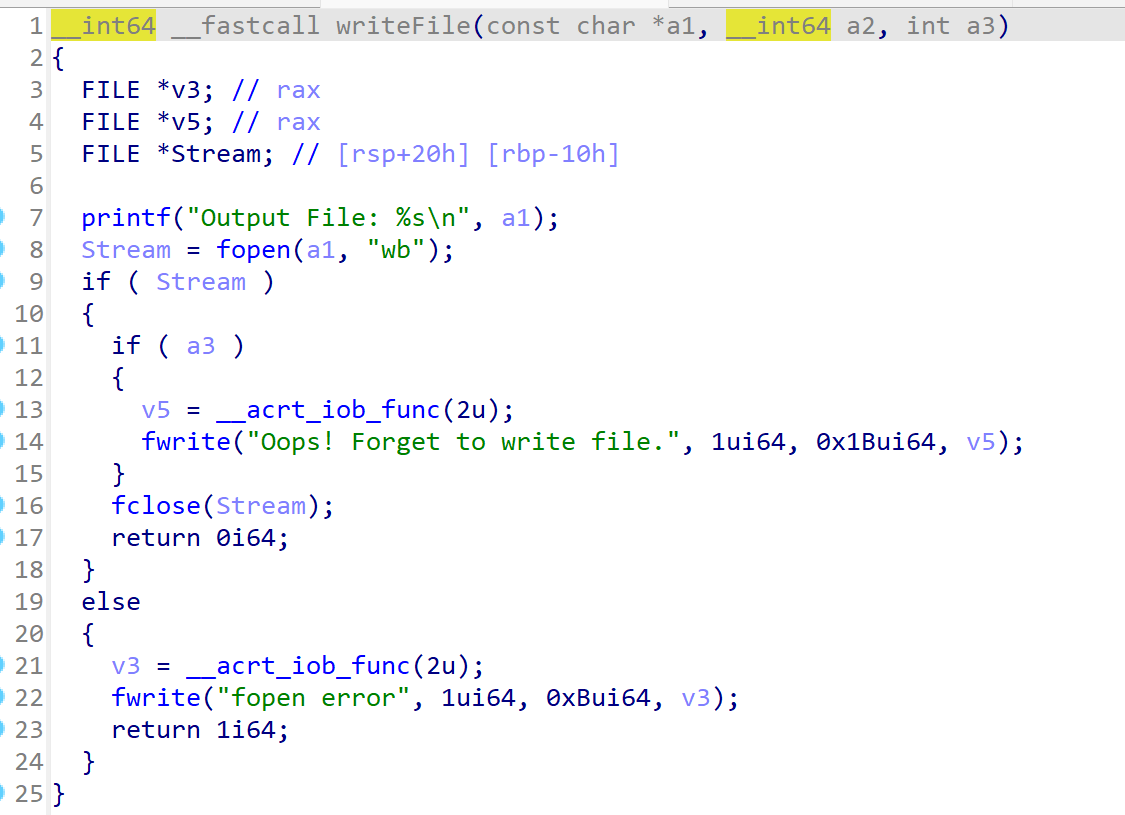 1 __int64 __fastcall writeFile(const char *a1, __int64 a2, int a3)
2 {
3 FILE *v3; // rax
4 FILE *v5; // rax
5 FILE *Stream; // [rsp+20h] [rbp-10h]
6
7 printf("Output File: %s\n", a1);
8 Stream = fopen(a1, "wb");
9 if ( Stream )
10 {
11 if ( a3 )
12 {
13 v5 = __acrt_iob_func(2u);
14 fwrite("Oops! Forget to write file.", 1ui64, 0x1Bui64, v5);
15 }
16 fclose(Stream);
17 return 0i64;
18 }
19 else
20 {
21 v3 = __acrt_iob_func(2u);
22 fwrite("fopen error", 1ui64, 0xBui64, v3);
23 return 1i64;
24 }
25 }